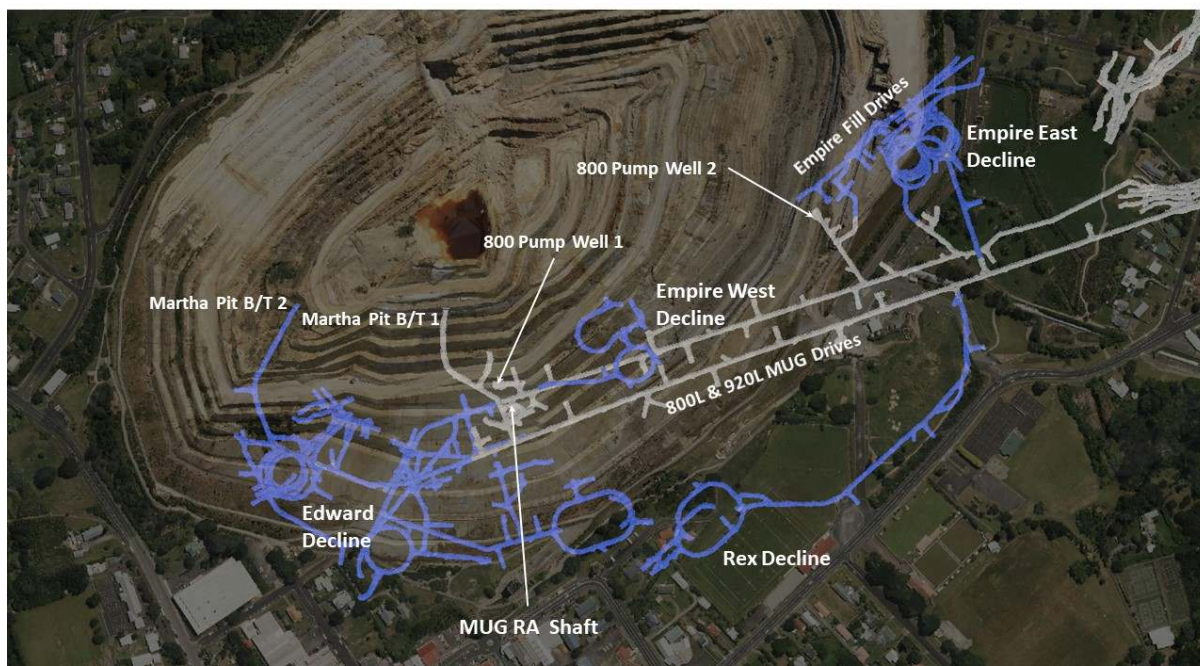 Empire Fill Drives
Empire East
Decline
800 Pump Well 2
800 Pump Well 1
Martha Pit B/T 2
Martha Pit B/T 1
Empire West
Decline
800L & 920L MUG Drives
Edward
Decline
Rex Decline
MUG RA Shaft